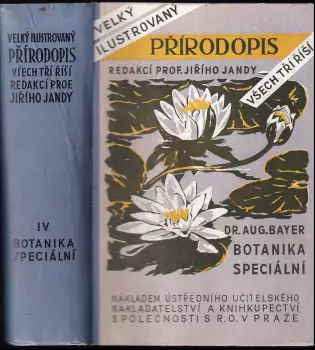 VELKÝ ILUSTROVANÝ
PŘÍRODOPIS
VŠECH TŘÍ ŘÍŠÍ
REDAKCÍ PROF.
JIŘÍHO JANDY
IV
BOTANIKA
SPECIÁLNÍ
VELKÝ
ILUSTROVANÝ
PŘÍRODOPIS
REDAKCÍ PROF. JIŘÍHO JANDY
VŠECH TŘÍ ŘÍŠÍ
DR. AUG. BAYER
BOTANIKA
SPECIÁLNÍ
NÁKLADEM ÚSTŘEDNÍHO UČITELSKÉHO
NAKLADATELSTVÍ A KNIHKUPECTVÍ,
SPOLEČNOSTI S R. O. V PRAZE